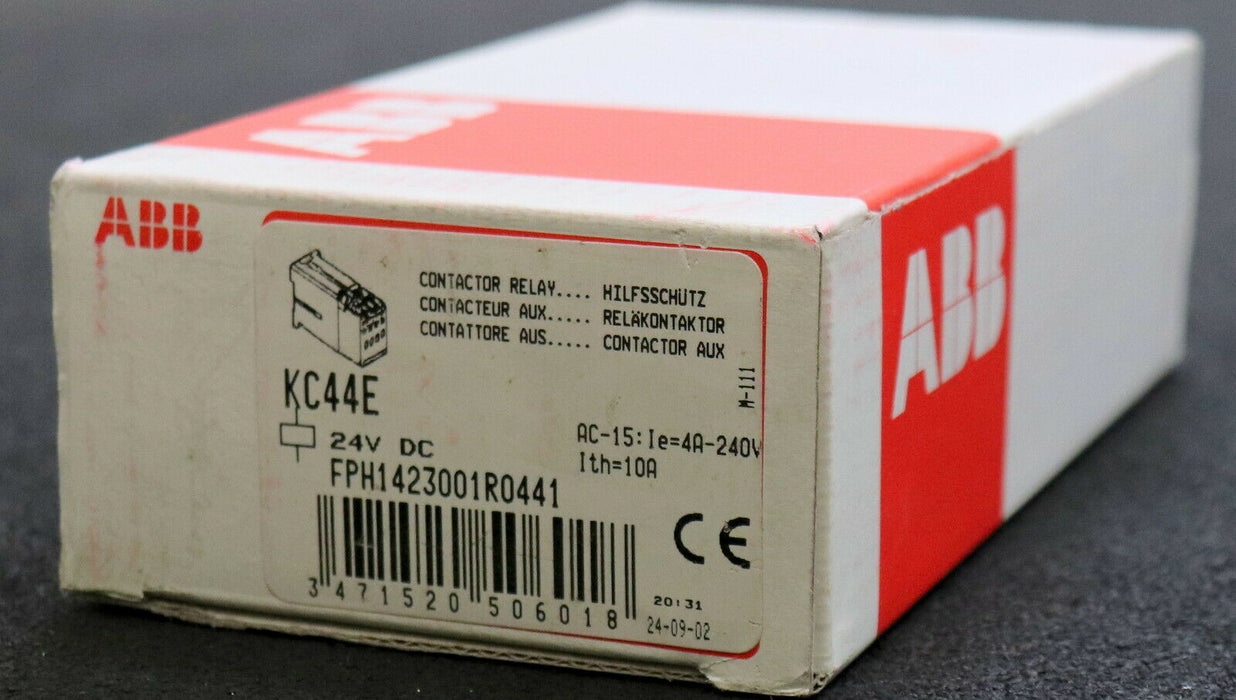 ABB
ABB
ABB
CONTACTOR RELAY.... HILFSSCHÜTZ
CONTACTEUR AUX..... RELÄKONTAKTOR
CONTATTORE AUS..... CONTACTOR AUX
M-111
KC44E
24V DC
AC-15:Ie=4A-240V
Ith=10A
FPH1423001R0441
CE
3 471520 506018
20:31
24-09-02